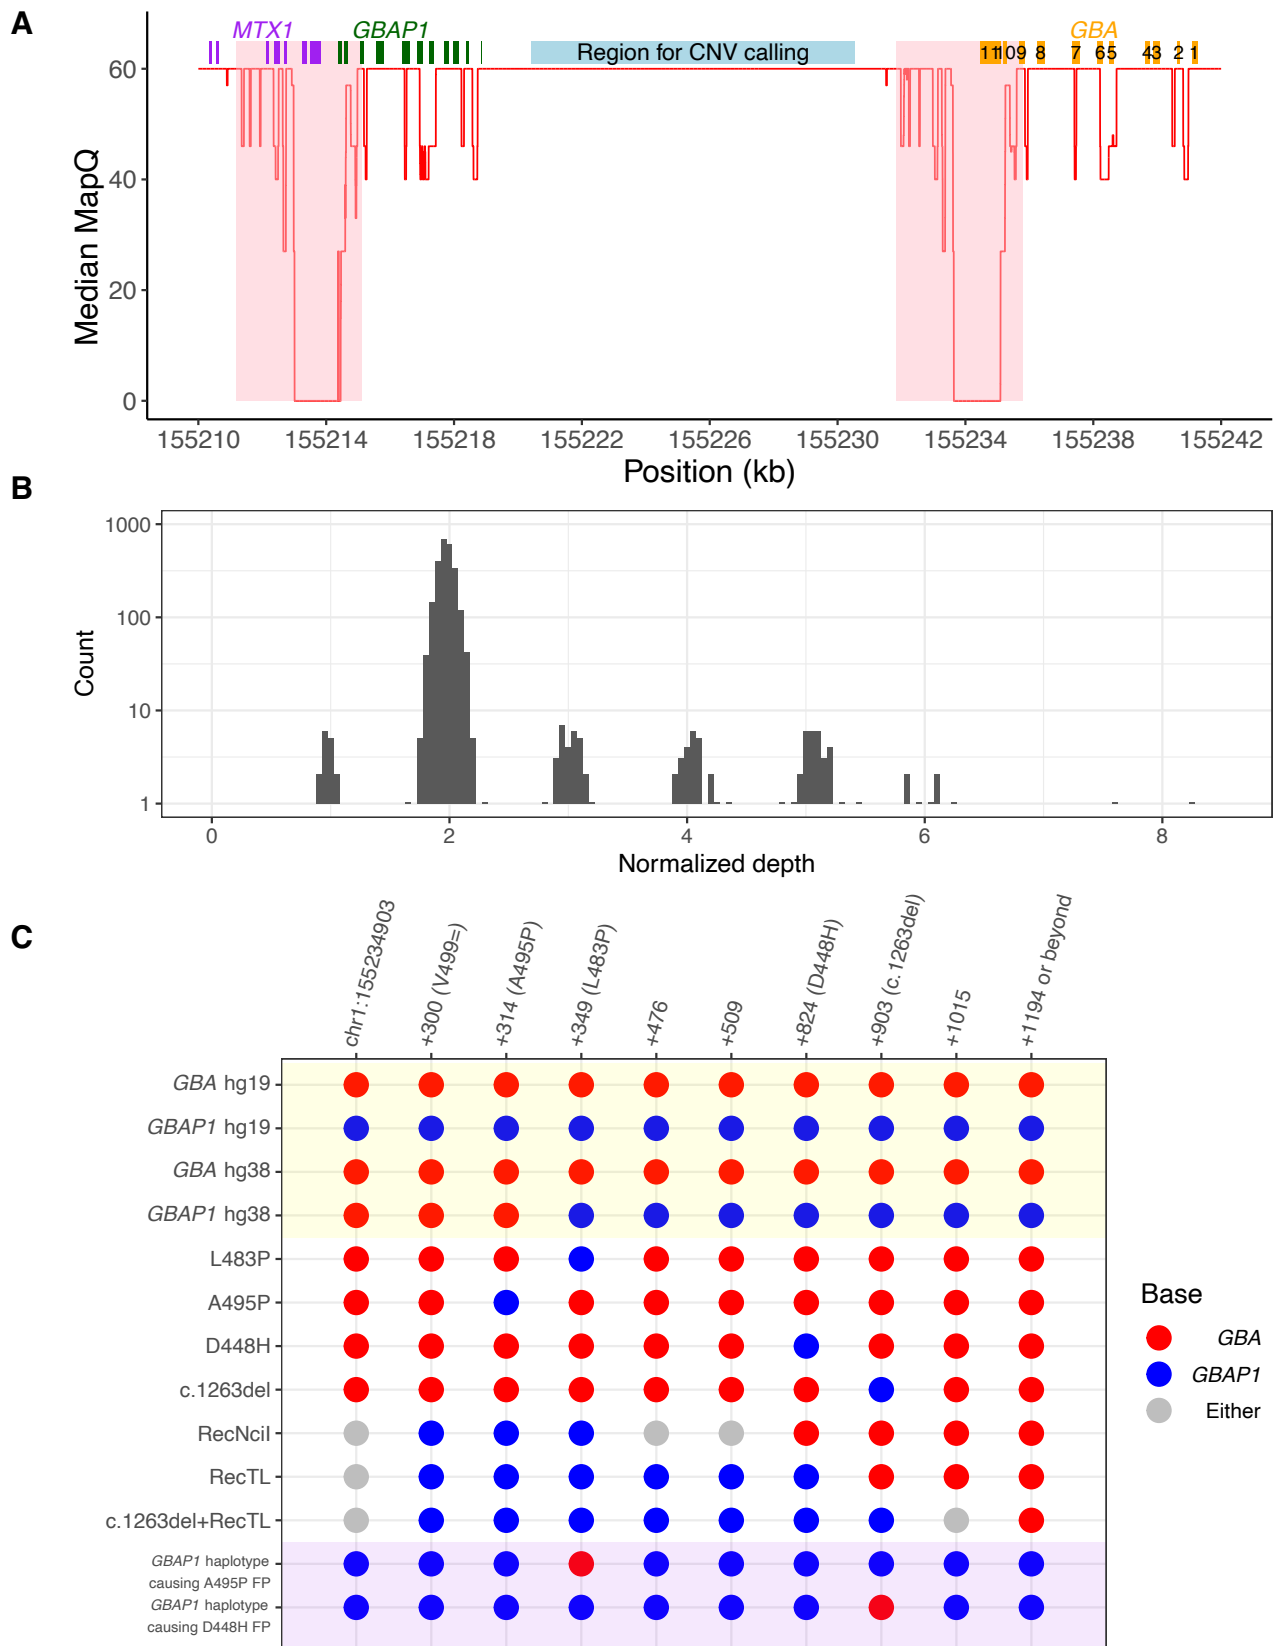 A
MTX1 GBAP1 GBA
Region for CNV calling
11 10 9 8 7 6 5 4 3 2 1
60
40
20
0
Median MapQ
155210 155214 155218 155222 155226 155230 155234 155238 155242
Position (kb)
B
1000
100
10
1
Count
0 2 4 6 8
Normalized depth
C
chr1:155234903
+300 (V499=)
+314 (A495P)
+349 (L483P)
+476
+509
+824 (D448H)
+903 (c.1263del)
+1015
+1194 or beyond
GBA hg19
GBAP1 hg19
GBA hg38
GBAP1 hg38
L483P
A495P
D448H
c.1263del
RecNciI
RecTL
c.1263del+RecTL
GBAP1 haplotype
causing A495P FP
GBAP1 haplotype
causing D448H FP
Base
GBA
GBAP1
Either